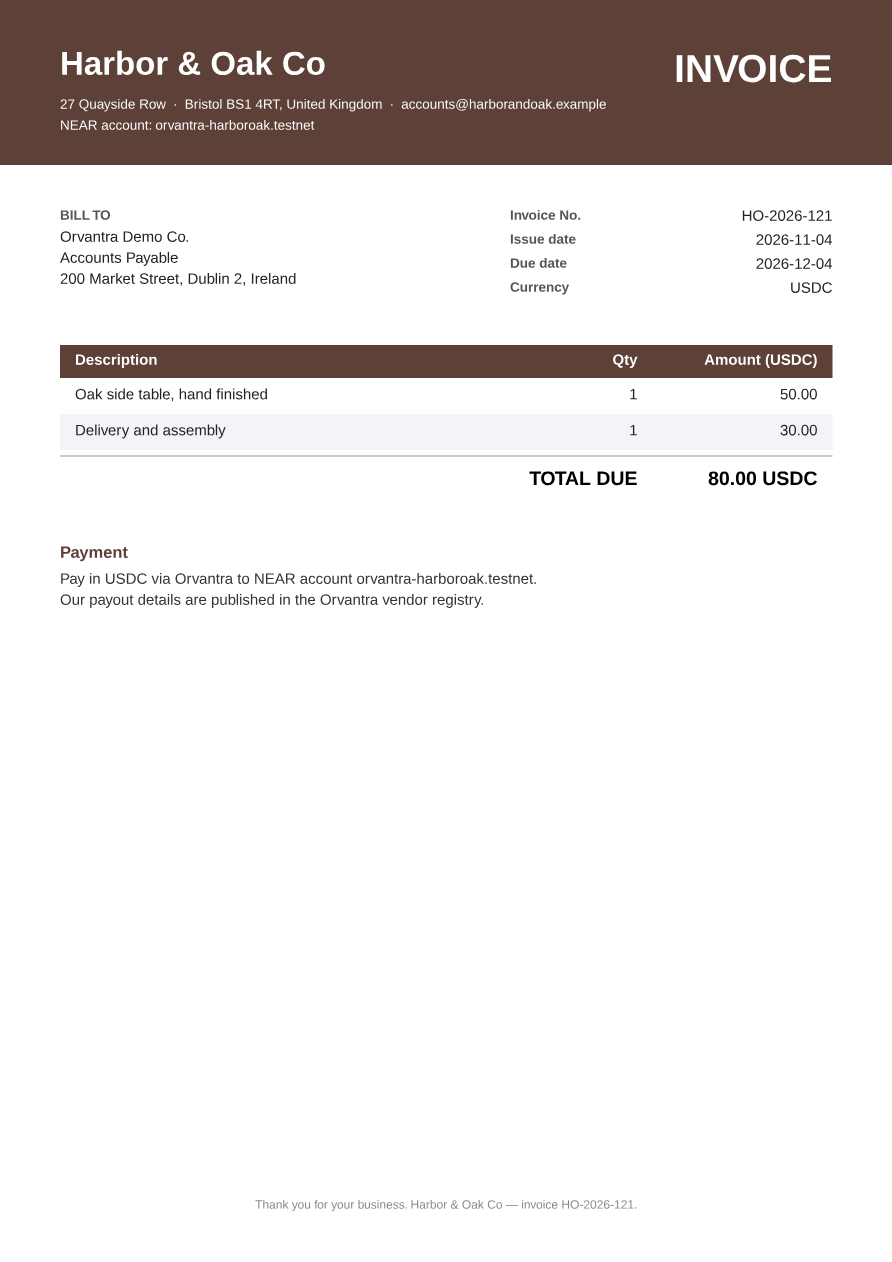 Harbor & Oak Co
INVOICE
27 Quayside Row · Bristol BS1 4RT, United Kingdom · accounts@harborandoak.example
NEAR account: orvantra-harboroak.testnet
BILL TO
Orvantra Demo Co.
Accounts Payable
200 Market Street, Dublin 2, Ireland
Invoice No. HO-2026-121
Issue date 2026-11-04
Due date 2026-12-04
Currency USDC
Description Qty Amount (USDC)
Oak side table, hand finished 1 50.00
Delivery and assembly 1 30.00
TOTAL DUE 80.00 USDC
Payment
Pay in USDC via Orvantra to NEAR account orvantra-harboroak.testnet.
Our payout details are published in the Orvantra vendor registry.
Thank you for your business. Harbor & Oak Co — invoice HO-2026-121.